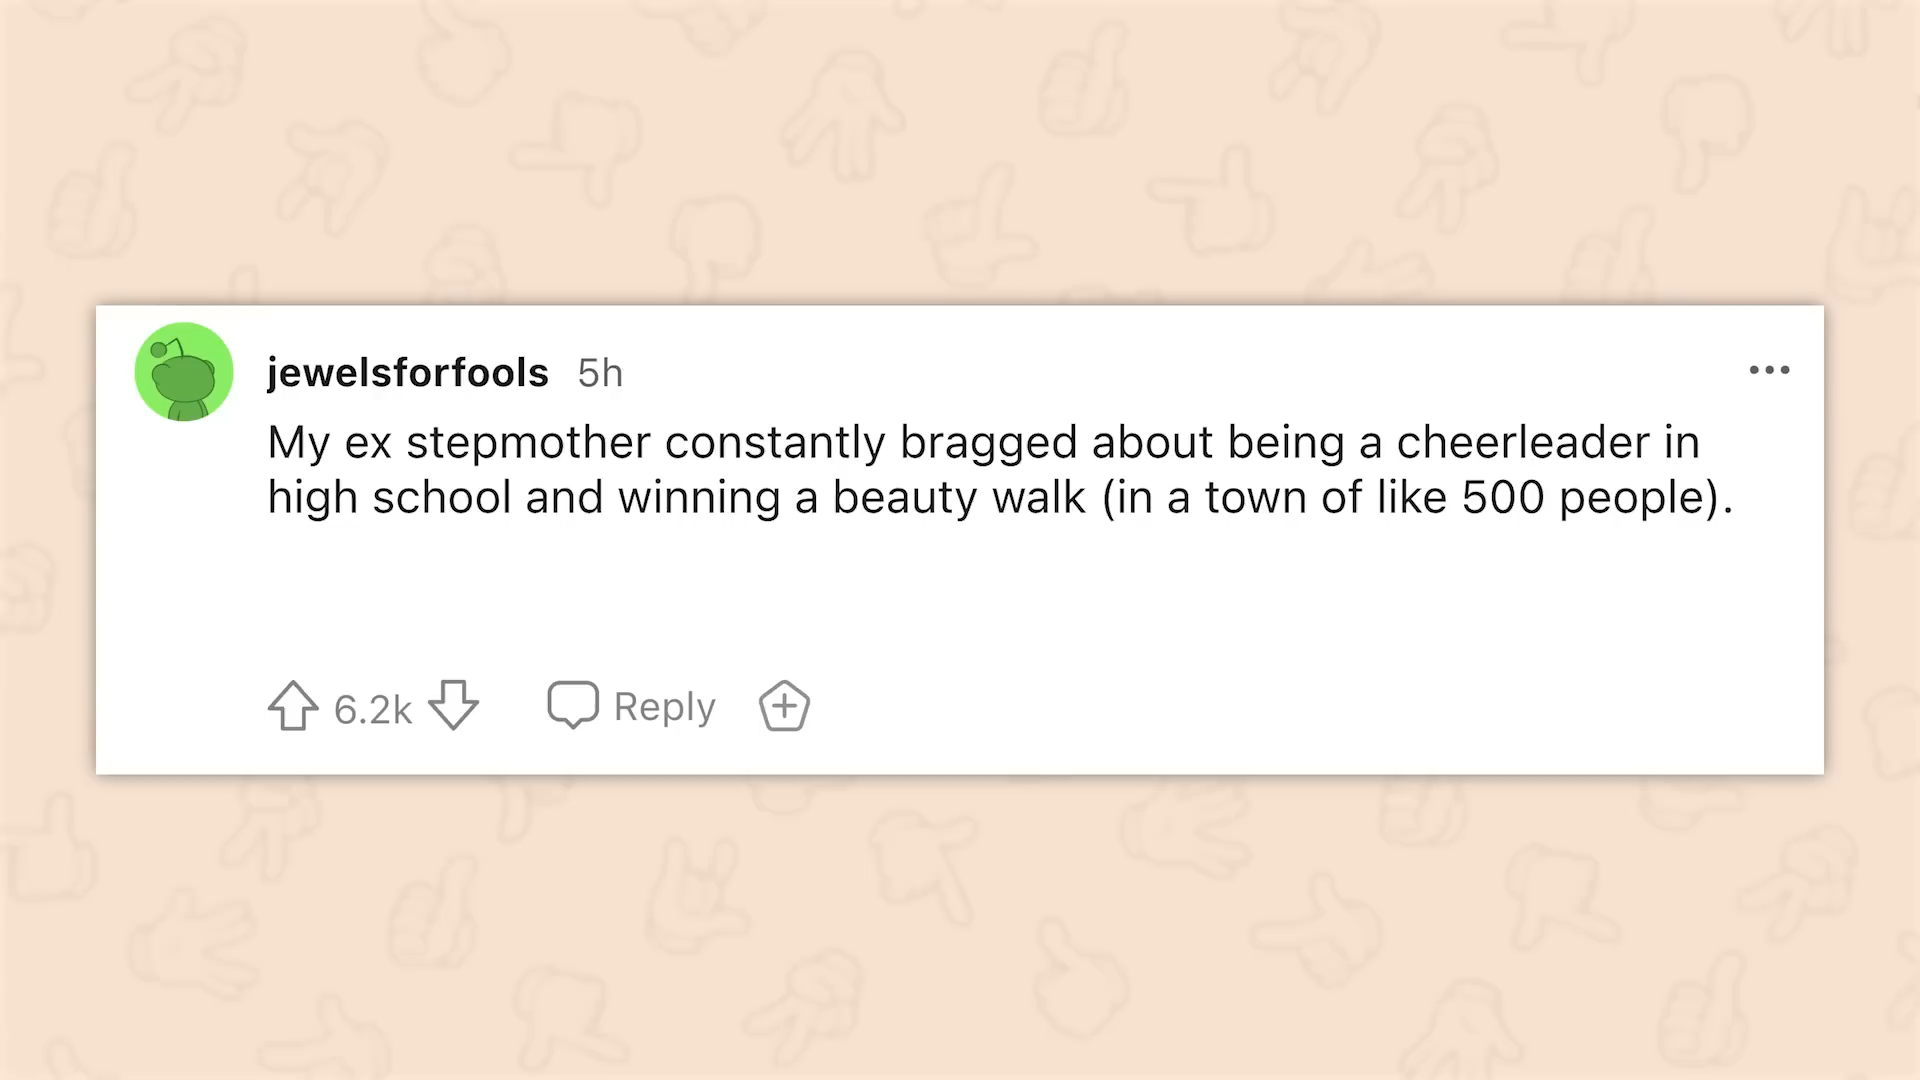 jewelsforfools 5h
My ex stepmother constantly bragged about being a cheerleader in
high school and winning a beauty walk (in a town of like 500 people).
6.2k Reply